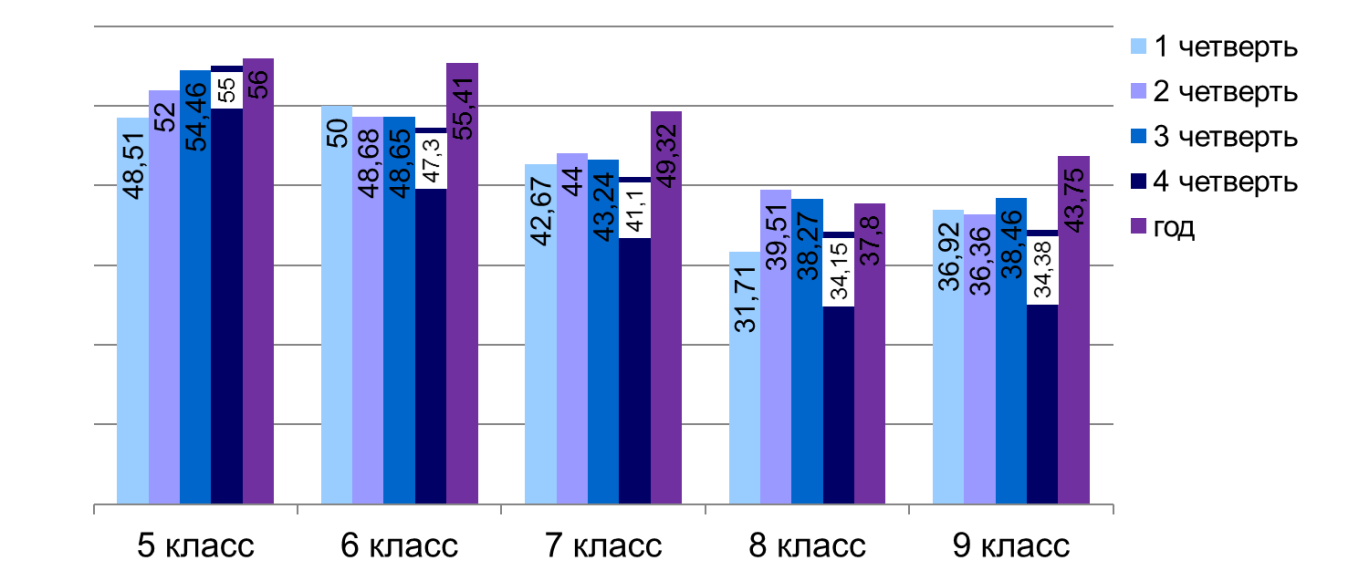 48,51
52
54,46
55
56
50
48,68
48,65
47,3
55,41
42,67
44
43,24
41,1
49,32
31,71
39,51
38,27
34,15
37,8
36,92
36,36
38,46
34,38
43,75
5 класс
6 класс
7 класс
8 класс
9 класс
1 четверть
2 четверть
3 четверть
4 четверть
год